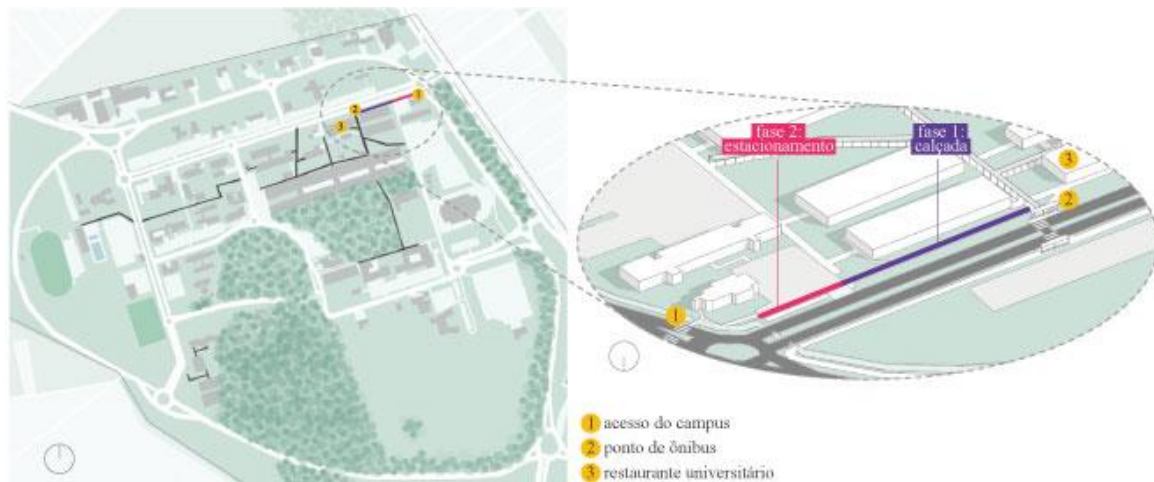 1
2
3
fase 2:
estacionamento
fase 1:
calçada
3
2
1
1 acesso do campus
2 ponto de ônibus
3 restaurante universitário